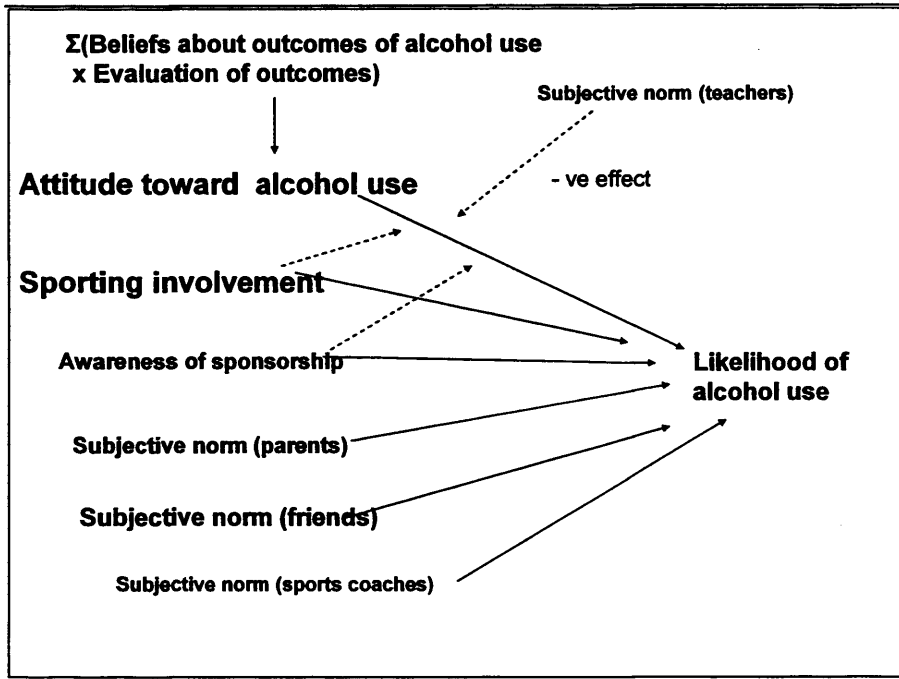 Σ(Beliefs about outcomes of alcohol use
x Evaluation of outcomes)
Subjective norm (teachers)
Attitude toward alcohol use
- ve effect
Sporting involvement
Awareness of sponsorship
Likelihood of
alcohol use
Subjective norm (parents)
Subjective norm (friends)
Subjective norm (sports coaches)